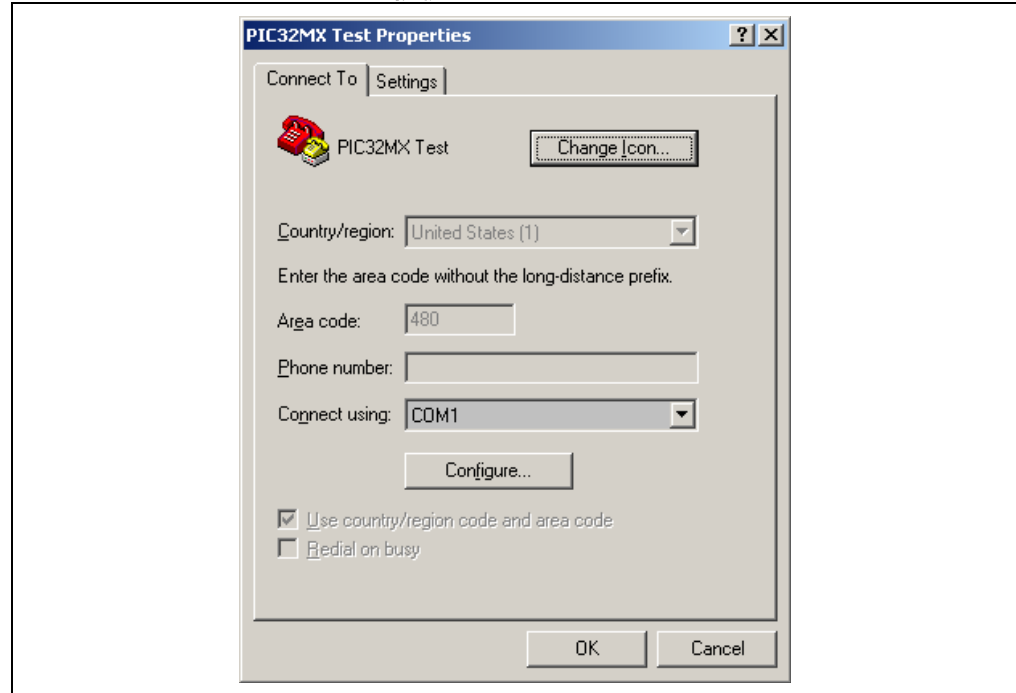 PIC32MX Test Properties
Connect To
Settings
PIC32MX Test
Change Icon...
Country/region: United States (1)
Enter the area code without the long-distance prefix.
Area code: 480
Phone number:
Connect using: COM1
Configure...
Use country/region code and area code
Redial on busy
OK
Cancel